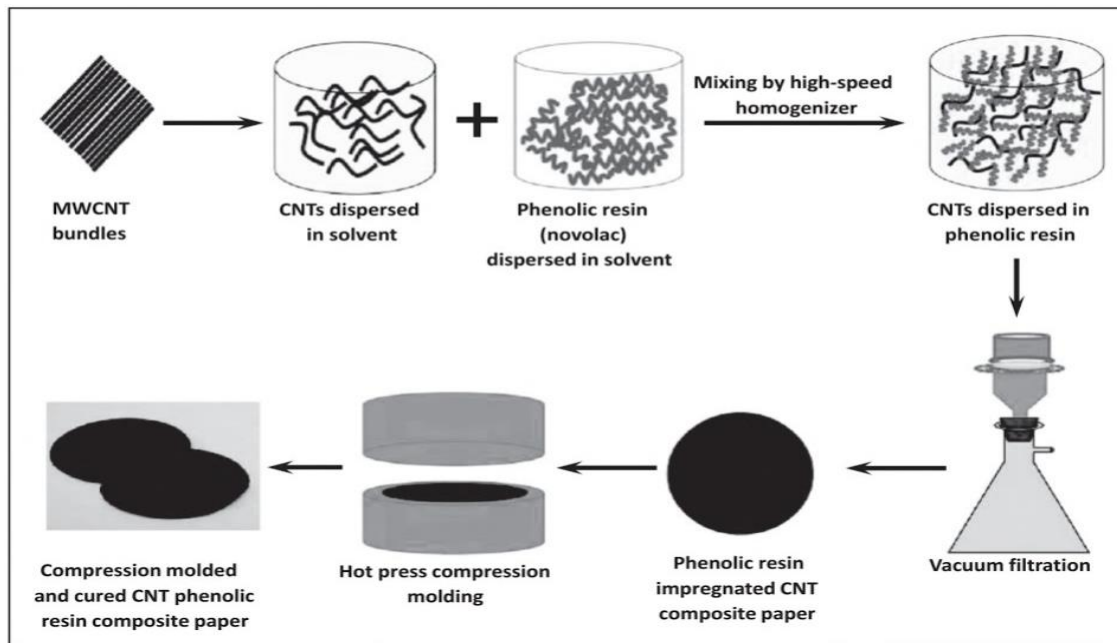 Mixing by high-speed
homogenizer
MWCNT
bundles
CNTs dispersed
in solvent
Phenolic resin
(novolac)
dispersed in solvent
CNTs dispersed in
phenolic resin
Vacuum filtration
Phenolic resin
impregnated CNT
composite paper
Hot press compression
molding
Compression molded
and cured CNT phenolic
resin composite paper